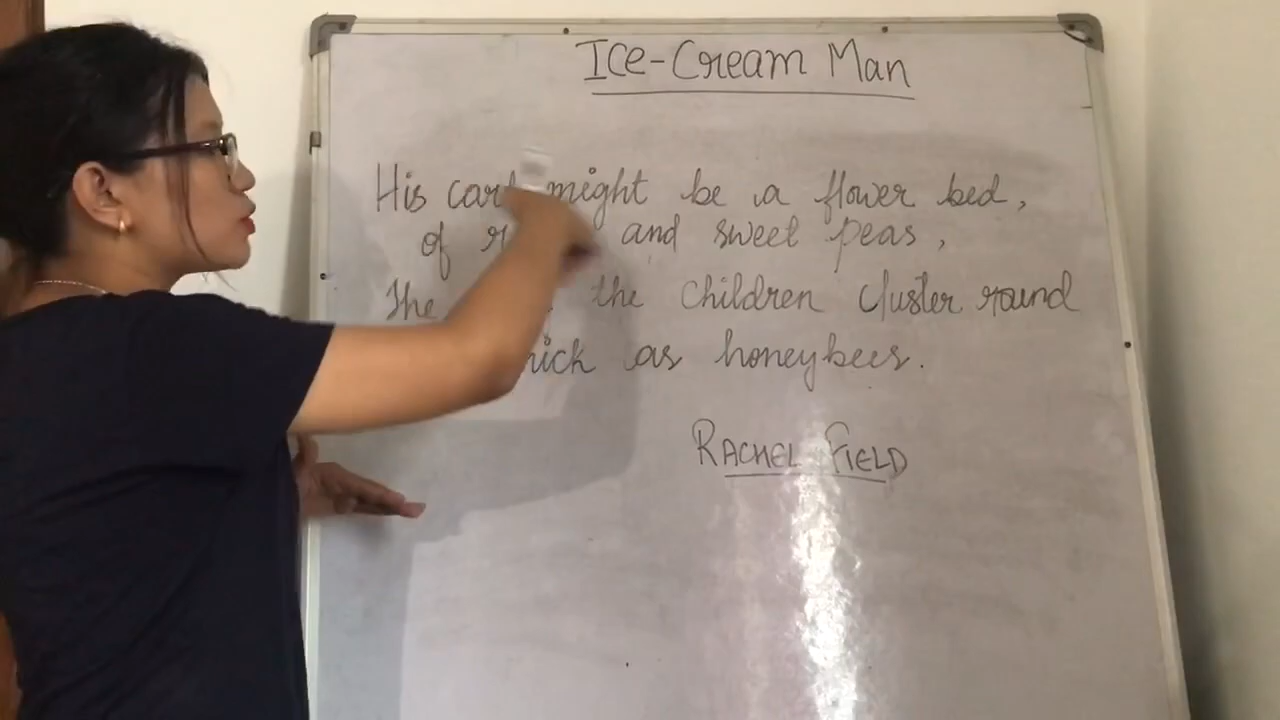 Ice-Cream Man
His cart might be a flower bed,
of and sweet peas,
The the children cluster round
as honeybees.
RACHEL FIELD